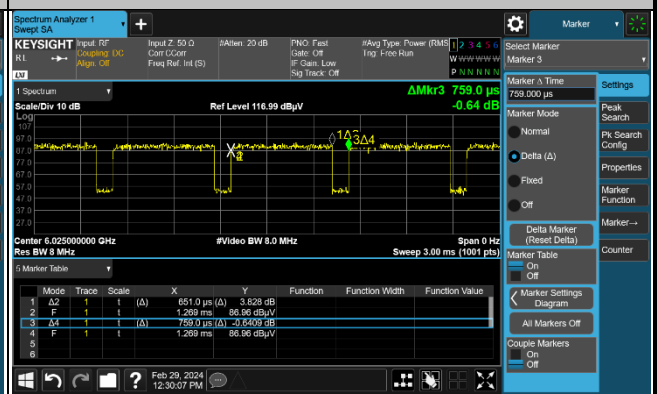 Spectrum Analyzer 1
Swept SA
Marker
KEYSIGHT
Input: RF
Coupling: DC
Align: Off
Input Z: 50 Ω
Corr CCorr
Freq Ref: Int (S)
#Atten: 20 dB
PNO: Fast
Gate: Off
IF Gain: Low
Sig Track: Off
#Avg Type: Power (RMS
Trig: Free Run
1 2 3 4 5 6
W W W W W W
P N N N N N
RL
LXI
Select Marker
Marker 3
1 Spectrum
ΔMkr3 759.0 µs
-0.64 dB
Scale/Div 10 dB
Ref Level 116.99 dBµV
Log
107
97.0
87.0
77.0
67.0
57.0
47.0
37.0
27.0
1Δ2
3Δ4
Center 6.025000000 GHz
Res BW 8 MHz
#Video BW 8.0 MHz
Span 0 Hz
Sweep 3.00 ms (1001 pts)
Marker Δ Time
759.000 µs
Marker Mode
Normal
Delta (Δ)
Fixed
Off
Delta Marker
(Reset Delta)
Marker Table
On
Off
Marker Settings
Diagram
All Markers Off
Couple Markers
On
Off
Settings
Peak
Search
Pk Search
Config
Properties
Marker
Function
Marker→
Counter
5 Marker Table
Mode Trace Scale X Y Function Function Width Function Value
1 Δ2 1 t (Δ) 651.0 µs (Δ) 3.828 dB
2 F 1 t 1.269 ms 86.96 dBµV
3 Δ4 1 t (Δ) 759.0 µs (Δ) -0.6409 dB
4 F 1 t 1.269 ms 86.96 dBµV
5
6
Feb 29, 2024
12:30:07 PM